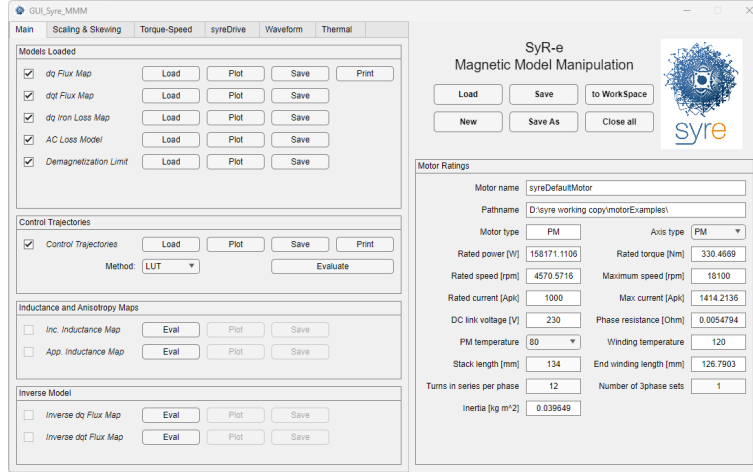 GUI_Syre_MMM
Main Scaling & Skewing Torque-Speed syreDrive Waveform Thermal
Models Loaded
dq Flux Map Load Plot Save Print
dqt Flux Map Load Plot Save
dq Iron Loss Map Load Plot Save
AC Loss Model Load Plot Save
Demagnetization Limit Load Plot Save
Control Trajectories
Control Trajectories Load Plot Save Print
Method: LUT Evaluate
Inductance and Anisotropy Maps
Inc. Inductance Map Eval Plot Save
App. Inductance Map Eval Plot Save
Inverse Model
Inverse dq Flux Map Eval Plot Save
Inverse dqt Flux Map Eval Plot Save
SyR-e
Magnetic Model Manipulation
Load Save to WorkSpace
New Save As Close all
syre
Motor Ratings
Motor name syreDefaultMotor
Pathname D:\syre working copy\motorExamples\
Motor type PM Axis type PM
Rated power [W] 158171.1106 Rated torque [Nm] 330.4669
Rated speed [rpm] 4570.5716 Maximum speed [rpm] 18100
Rated current [Apk] 1000 Max current [Apk] 1414.2136
DC link voltage [V] 230 Phase resistance [Ohm] 0.0054794
PM temperature 80 Winding temperature 120
Stack length [mm] 134 End winding length [mm] 126.7903
Turns in series per phase 12 Number of 3phase sets 1
Inertia [kg m^2] 0.039649